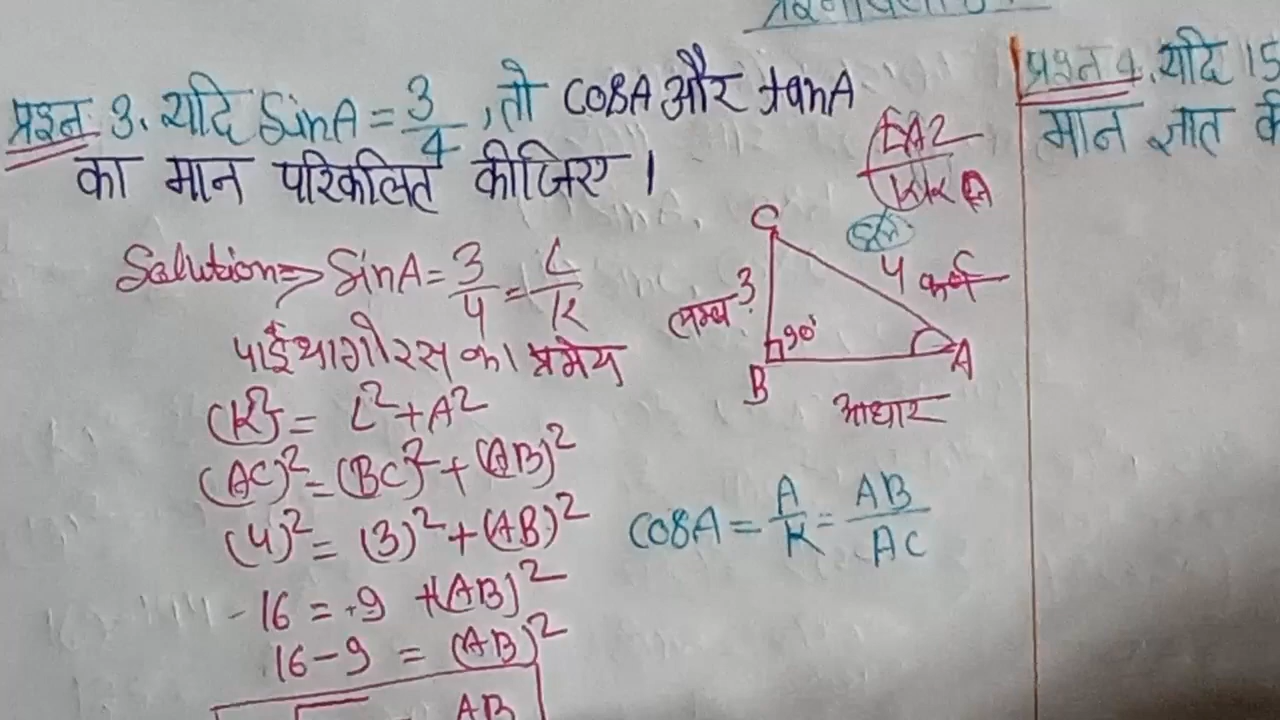 प्रश्न 3. यदि SinA = 3/4, तो COSA और tanA
का मान परिकलित कीजिए।
Solution⇒ SinA = 3/4 = L/K
पाईथागोरस का प्रमेय
(K)² = L² + A²
(AC)² = (BC)² + (AB)²
(4)² = (3)² + (AB)²
16 = 9 + (AB)²
16 - 9 = (AB)²
AB
C
लम्ब 3
4 कर्ण
90°
B
A
आधार
COSA = A/K = AB/AC
प्रश्न 4. यदि 15
मान ज्ञात